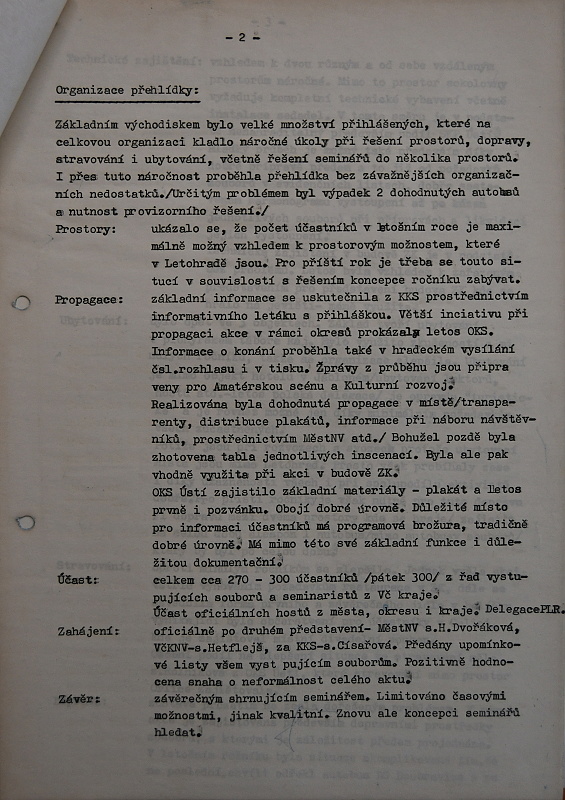 - 2 -
Organizace přehlídky:
Základním východiskem bylo velké množství přihlášených, které na
celkovou organizaci kladlo náročné úkoly při řešení prostorů, dopravy,
stravování i ubytování, včetně řešení seminářů do několika prostorů.
I přes tuto náročnost proběhla přehlídka bez závažnějších organizač-
ních nedostatků./Určitým problémem byl výpadek 2 dohodnutých autobusů
a nutnost provizorního řešení./
Prostory: ukázalo se, že počet účastníků v letošním roce je maxi-
málně možný vzhledem k prostorovým možnostem, které
v Letohradě jsou. Pro příští rok je třeba se touto si-
tucí v souvislostí s řešením koncepce ročníku zabývat.
Propagace: základní informace se uskutečnila z KKS prostřednictvím
informativního letáku s přihláškou. Větší inciativu při
propagaci akce v rámci okresů prokázaly letos OKS.
Informace o konání proběhla také v hradeckém vysílání
čsl.rozhlasu i v tisku. Zprávy z průběhu jsou připra
veny pro Amatérskou scénu a Kulturní rozvoj.
Realizována byla dohodnutá propagace v místě/transpa-
renty, distribuce plakátů, informace při náboru návštěv-
níků, prostřednictvím MěstNV atd./ Bohužel pozdě byla
zhotovena tabla jednotlivých inscenací. Byla ale pak
vhodně využita při akci v budově ZK.
OKS Ústí zajistilo základní materiály - plakát a letos
prvně i pozvánku. Obojí dobré úrovně. Důležité místo
pro informaci účastníků má programová brožura, tradičně
dobré úrovně. Má mimo této své základní funkce i důle-
žitou dokumentační.
Účast: celkem cca 270 - 300 účastníků /pátek 300/ z řad vystu-
pujících souborů a seminaristů z Vč kraje.
Účast oficiálních hostů z města, okresu i kraje. DelegacePLR.
Zahájení: oficiálně po druhém představení- MěstNV s.H.Dvořáková,
VčKNV-s.Hetflejš, za KKS-s.Císařová. Předány upomínko-
vé listy všem vyst pujícím souborům. Pozitivně hodno-
cena snaha o neformálnost celého aktu.
Závěr: závěrečným shrnujícím seminářem. Limitováno časovými
možnostmi, jinak kvalitní. Znovu ale koncepci seminářů
hledat.